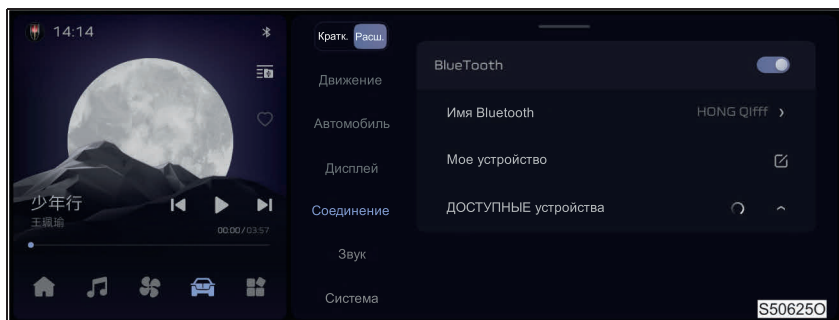 14:14
少年行
王珮瑜
00:00/03:57
Кратк. Расш.
Движение
Автомобиль
Дисплей
Соединение
Звук
Система
BlueTooth
Имя Bluetooth HONG QIfff
Мое устройство
ДОСТУПНЫЕ устройства
S50625O